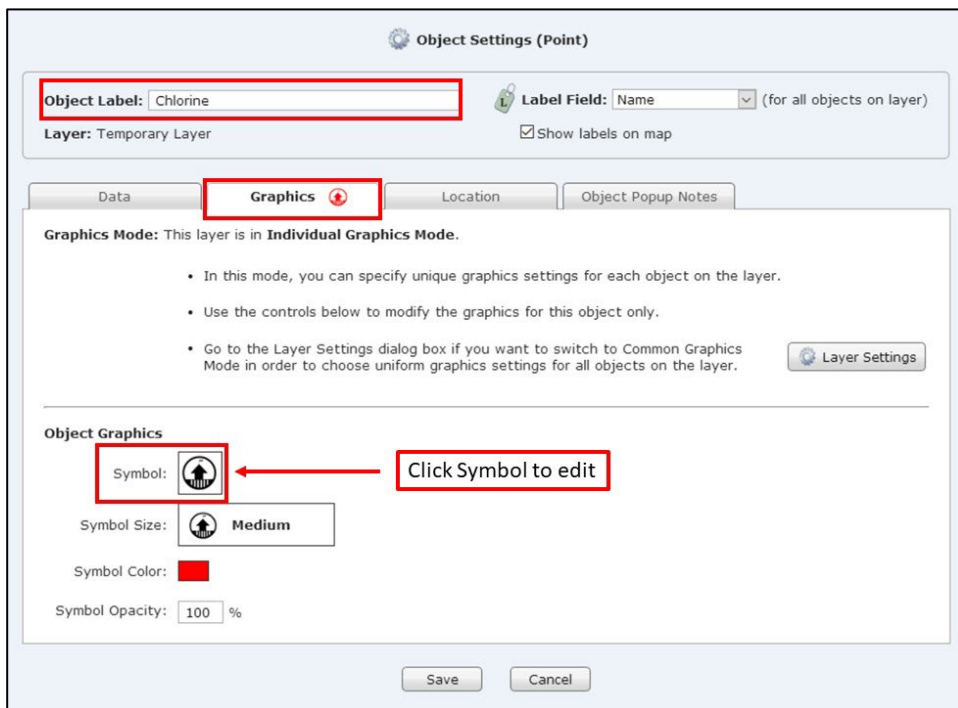 Object Settings (Point)
Object Label: Chlorine
L Label Field: Name (for all objects on layer)
Layer: Temporary Layer
Show labels on map
Data Graphics Location Object Popup Notes
Graphics Mode: This layer is in Individual Graphics Mode.
• In this mode, you can specify unique graphics settings for each object on the layer.
• Use the controls below to modify the graphics for this object only.
• Go to the Layer Settings dialog box if you want to switch to Common Graphics
Mode in order to choose uniform graphics settings for all objects on the layer.
Layer Settings
Object Graphics
Symbol:
Click Symbol to edit
Symbol Size: Medium
Symbol Color:
Symbol Opacity: 100 %
Save Cancel